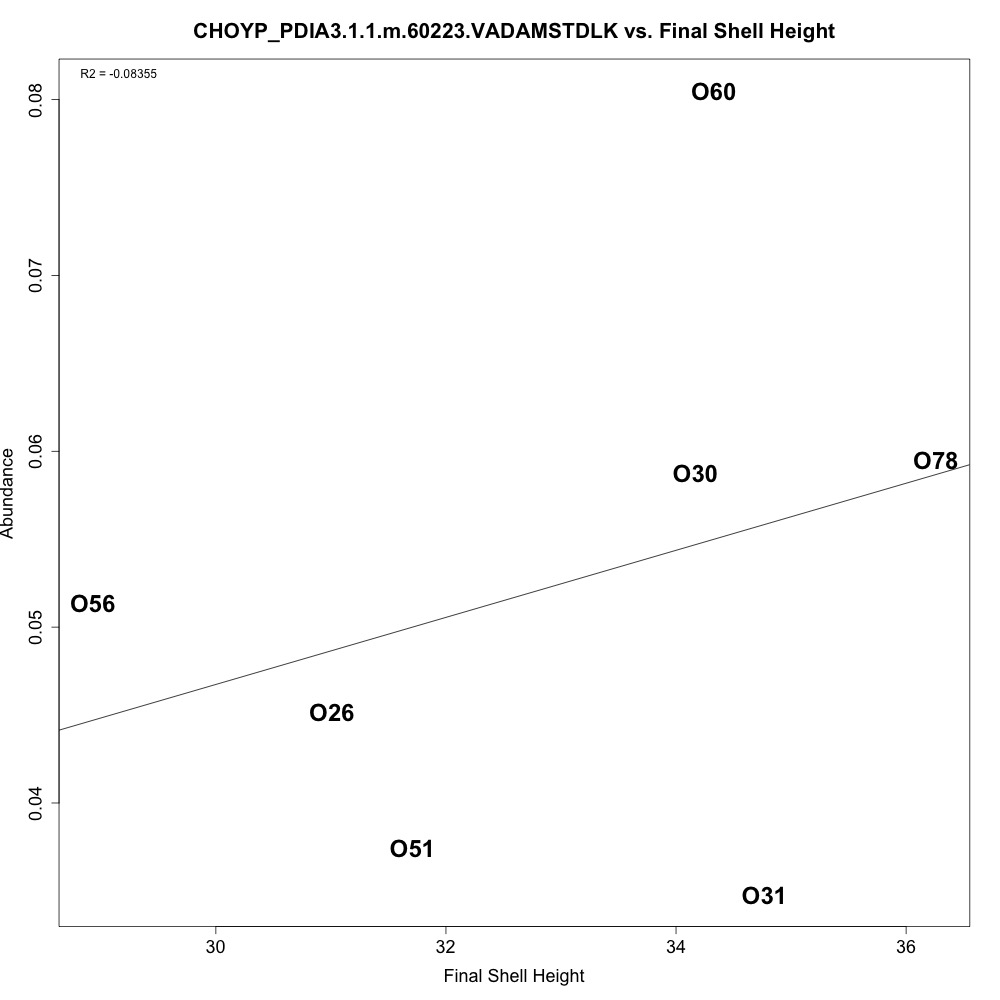 CHOYP_PDIA3.1.1.m.60223.VADAMSTDLK vs. Final Shell Height
R2 = -0.08355
O60
0.08
0.07
0.06
O78
O30
Abundance
O56
0.05
O26
0.04
O51
O31
30 32 34 36
Final Shell Height